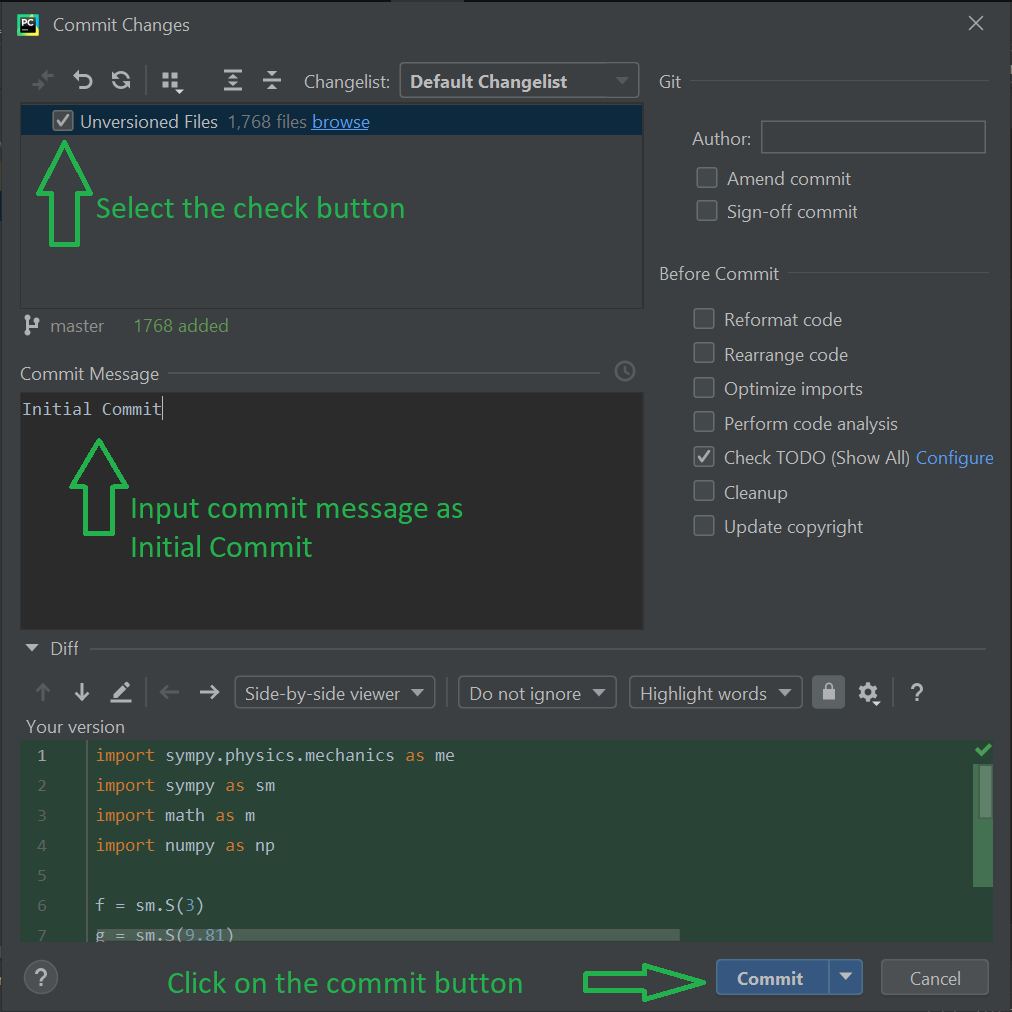 PC Commit Changes
Changelist: Default Changelist
Unversioned Files 1,768 files browse
Select the check button
master 1768 added
Commit Message
Initial Commit
Input commit message as
Initial Commit
Git
Author:
Amend commit
Sign-off commit
Before Commit
Reformat code
Rearrange code
Optimize imports
Perform code analysis
Check TODO (Show All) Configure
Cleanup
Update copyright
Diff
Side-by-side viewer Do not ignore Highlight words ?
Your version
1 import sympy.physics.mechanics as me
2 import sympy as sm
3 import math as m
4 import numpy as np
5
6 f = sm.S(3)
7 g = sm.S(9.81)
? Click on the commit button Commit Cancel